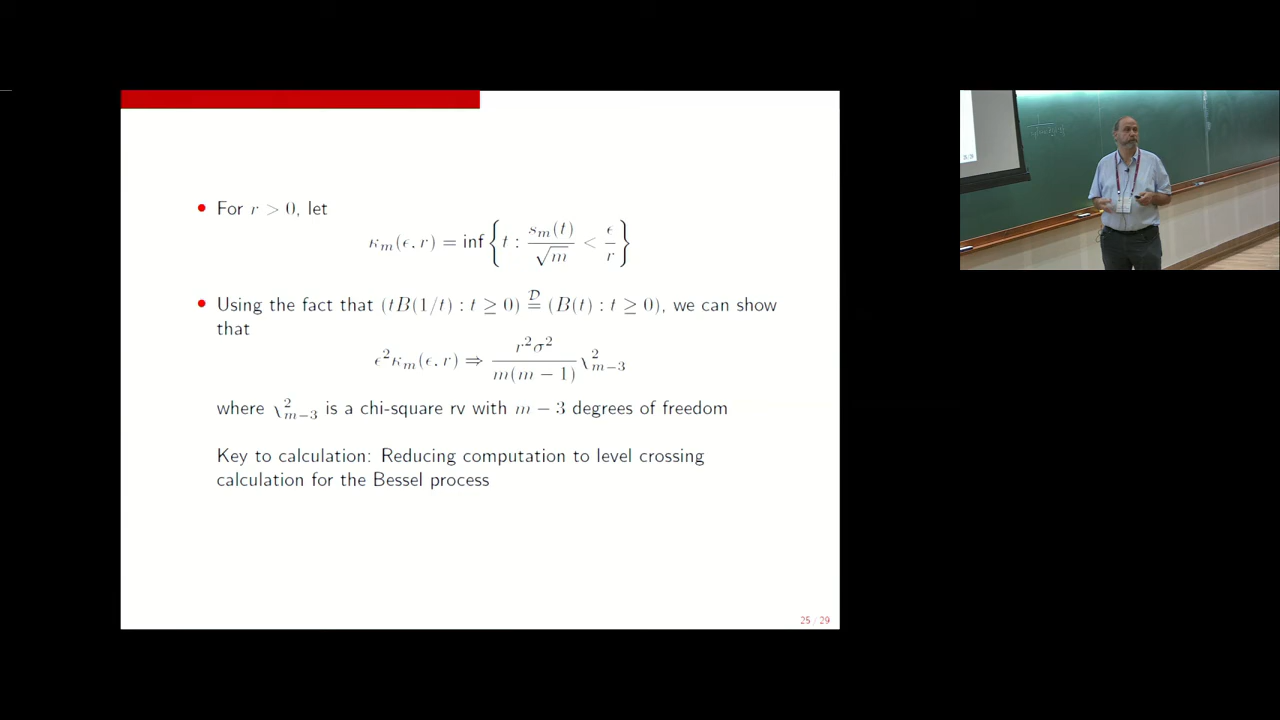 • For r > 0, let
κ_m(ϵ, r) = inf { t : s_m(t)/√m < ϵ/r }
• Using the fact that (tB(1/t) : t ≥ 0) =^D (B(t) : t ≥ 0), we can show
that
ϵ²κ_m(ϵ, r) ⇒ r²σ²/m(m − 1) χ²_{m−3}
where χ²_{m−3} is a chi-square rv with m − 3 degrees of freedom
Key to calculation: Reducing computation to level crossing
calculation for the Bessel process
25 / 29